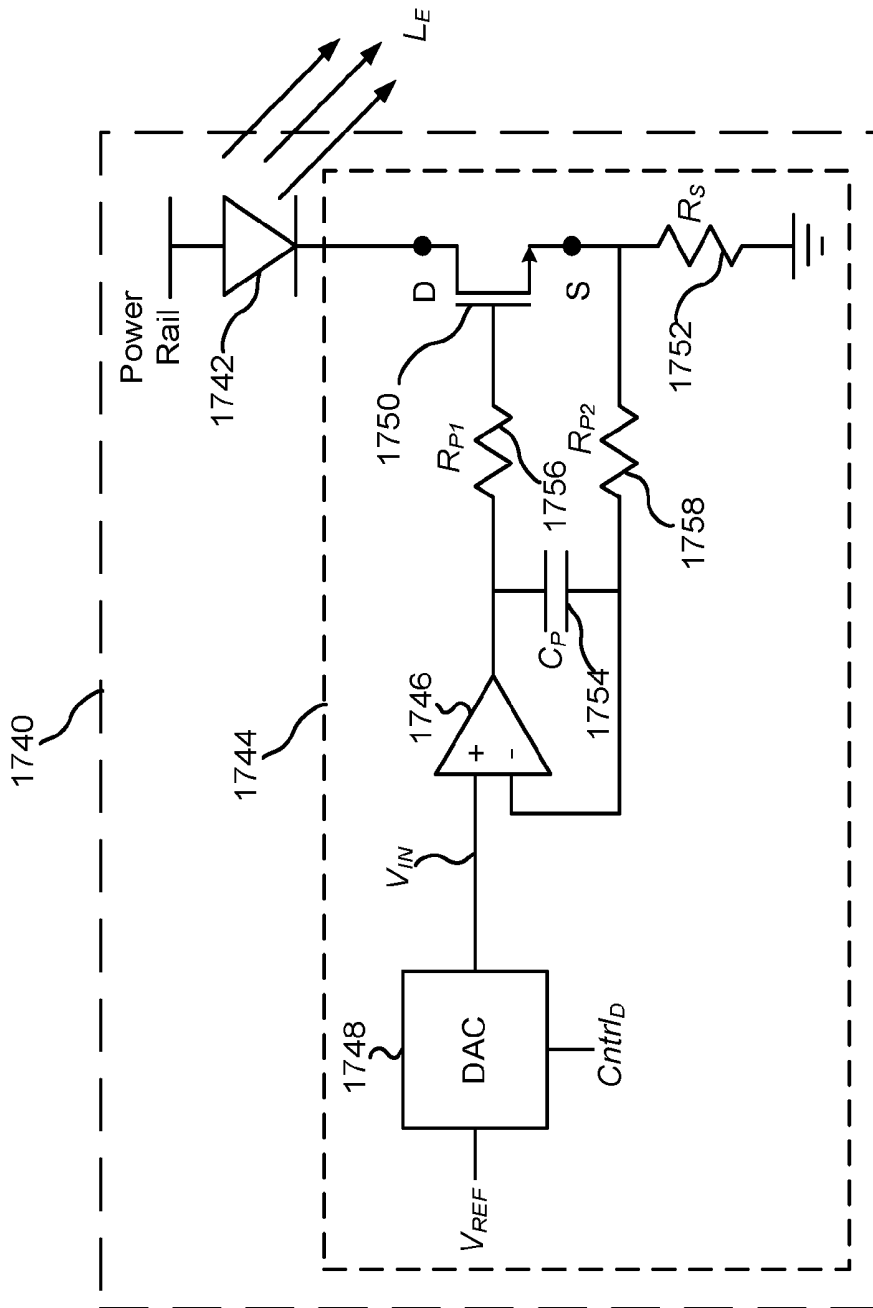 1740
Power
Rail
1742
L_E
1744
D
1750
S
R_S
1752
R_P1
1756
R_P2
1758
1746
+
-
C_P
1754
V_IN
1748
DAC
Cntrl_D
V_REF